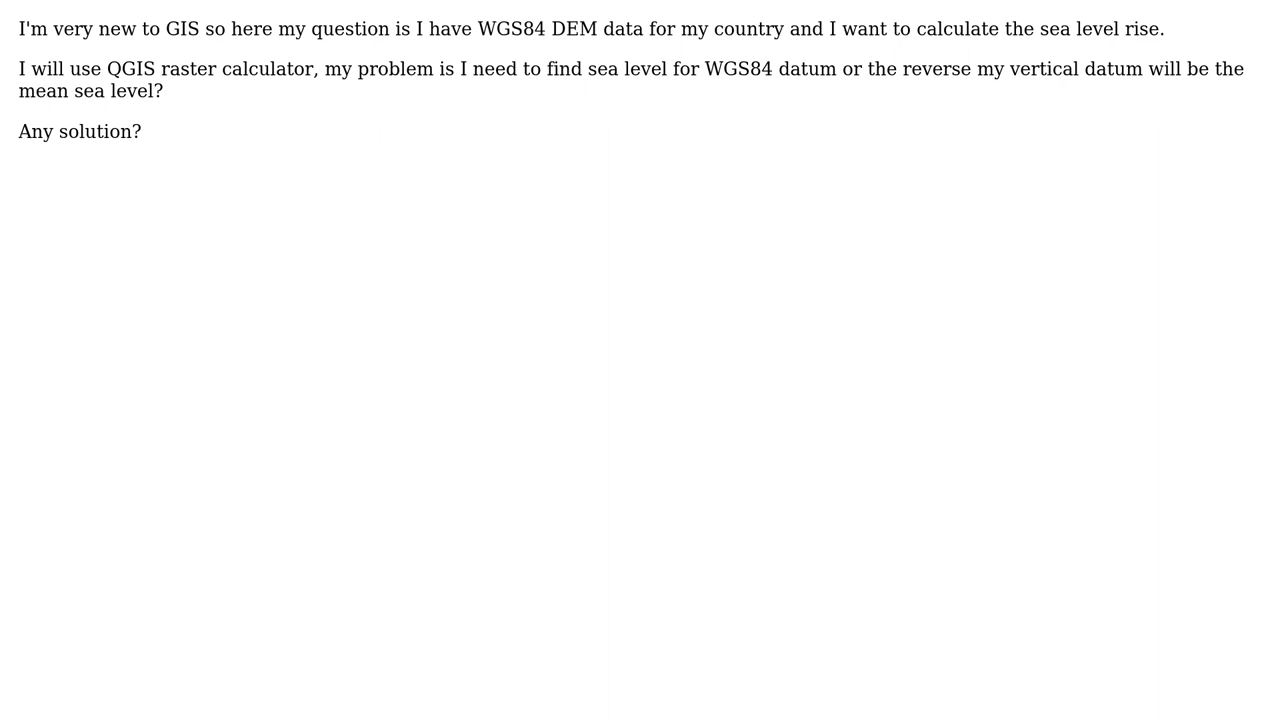 I'm very new to GIS so here my question is I have WGS84 DEM data for my country and I want to calculate the sea level rise.
I will use QGIS raster calculator, my problem is I need to find sea level for WGS84 datum or the reverse my vertical datum will be the
mean sea level?
Any solution?